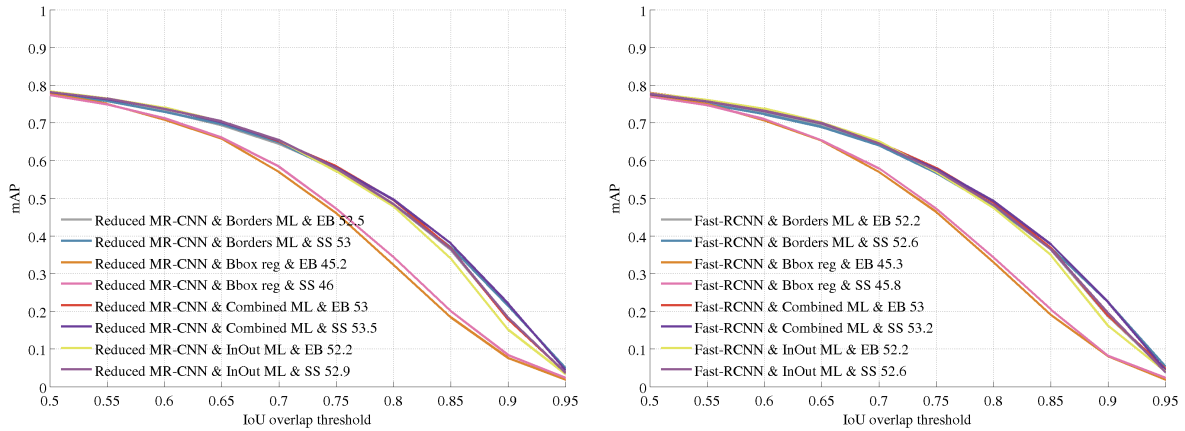 1
0.9
0.8
0.7
0.6
0.5
0.4
0.3
0.2
0.1
0
mAP
Reduced MR-CNN & Borders ML & EB 52.5
Reduced MR-CNN & Borders ML & SS 53
Reduced MR-CNN & Bbox reg & EB 45.2
Reduced MR-CNN & Bbox reg & SS 46
Reduced MR-CNN & Combined ML & EB 53
Reduced MR-CNN & Combined ML & SS 53.5
Reduced MR-CNN & InOut ML & EB 52.2
Reduced MR-CNN & InOut ML & SS 52.9
0.5 0.55 0.6 0.65 0.7 0.75 0.8 0.85 0.9 0.95
IoU overlap threshold
1
0.9
0.8
0.7
0.6
0.5
0.4
0.3
0.2
0.1
0
mAP
Fast-RCNN & Borders ML & EB 52.2
Fast-RCNN & Borders ML & SS 52.6
Fast-RCNN & Bbox reg & EB 45.3
Fast-RCNN & Bbox reg & SS 45.8
Fast-RCNN & Combined ML & EB 53
Fast-RCNN & Combined ML & SS 53.2
Fast-RCNN & InOut ML & EB 52.2
Fast-RCNN & InOut ML & SS 52.6
0.5 0.55 0.6 0.65 0.7 0.75 0.8 0.85 0.9 0.95
IoU overlap threshold